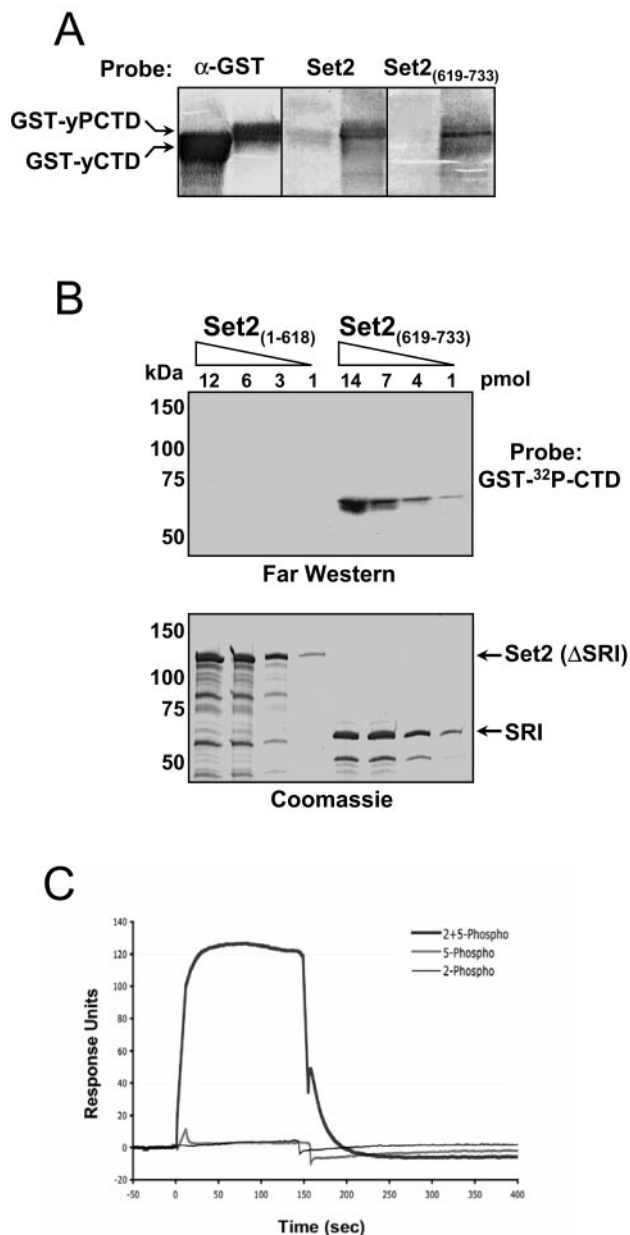 A
Probe: α-GST Set2 Set2(619-733)
GST-yPCTD
GST-yCTD
B
Set2(1-618) Set2(619-733)
kDa 12 6 3 1 14 7 4 1 pmol
150
100
75
50
Probe:
GST-32P-CTD
Far Western
150
100
75
50
Set2 (ΔSRI)
SRI
Coomassie
C
140
120
100
80
60
40
20
0
-20
Response Units
2+5-Phospho
5-Phospho
2-Phospho
-50 0 50 100 150 200 250 300 350 400
Time (sec)